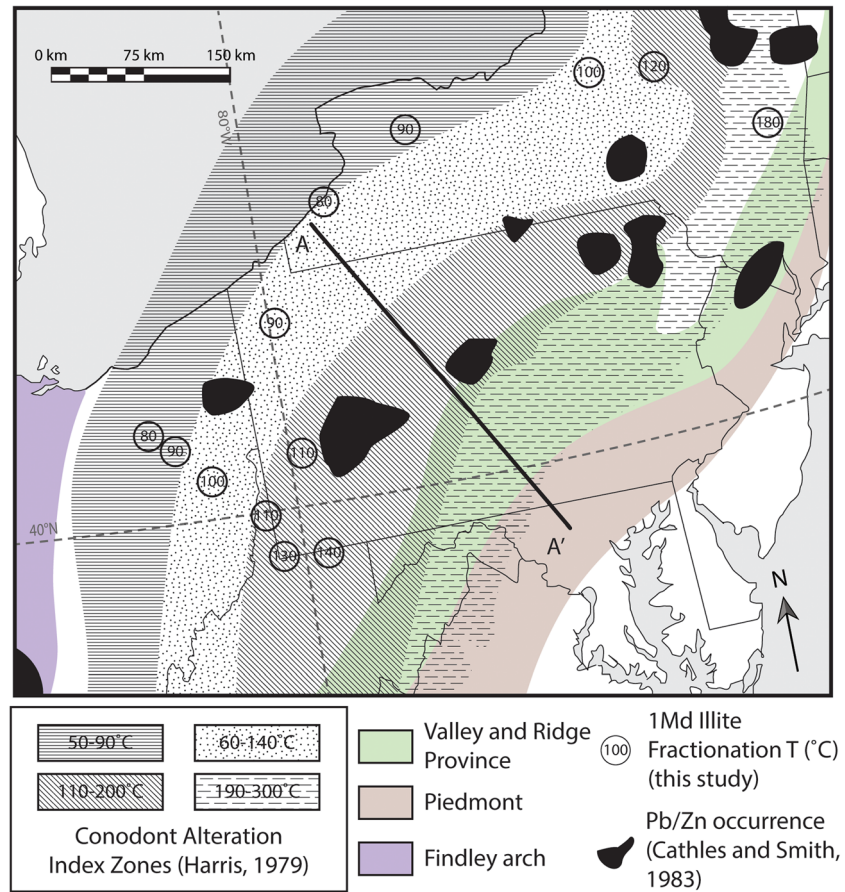 0 km
75 km
150 km
80°W
100
120
90
180
80
A
90
80
90
110
100
110
40°N
130
140
A’
N
50-90˚C
60-140˚C
110-200˚C
190-300˚C
Conodont Alteration
Index Zones (Harris, 1979)
Valley and Ridge
Province
Piedmont
Findley arch
100
1Md Illite
Fractionation T (˚C)
(this study)
Pb/Zn occurrence
(Cathles and Smith,
1983)